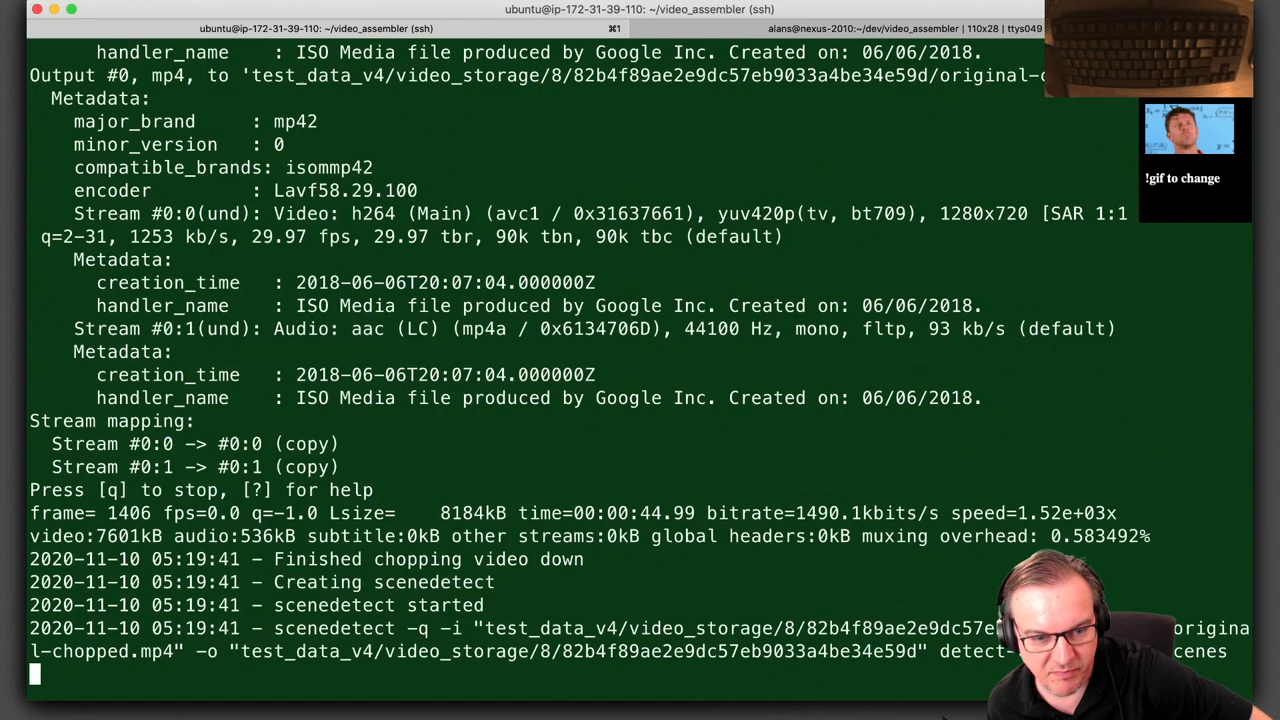 ubuntu@ip-172-31-39-110: ~/video_assembler (ssh)
ubuntu@ip-172-31-39-110: ~/video_assembler (ssh) ⌘1 alans@nexus-2010:~/dev/video_assembler | 110x28 | ttys049
handler_name : ISO Media file produced by Google Inc. Created on: 06/06/2018.
Output #0, mp4, to 'test_data_v4/video_storage/8/82b4f89ae2e9dc57eb9033a4be34e59d/original-
Metadata:
major_brand : mp42
minor_version : 0
compatible_brands: isommp42
encoder : Lavf58.29.100
Stream #0:0(und): Video: h264 (Main) (avc1 / 0x31637661), yuv420p(tv, bt709), 1280x720 [SAR 1:1
q=2-31, 1253 kb/s, 29.97 fps, 29.97 tbr, 90k tbn, 90k tbc (default)
Metadata:
creation_time : 2018-06-06T20:07:04.000000Z
handler_name : ISO Media file produced by Google Inc. Created on: 06/06/2018.
Stream #0:1(und): Audio: aac (LC) (mp4a / 0x6134706D), 44100 Hz, mono, fltp, 93 kb/s (default)
Metadata:
creation_time : 2018-06-06T20:07:04.000000Z
handler_name : ISO Media file produced by Google Inc. Created on: 06/06/2018.
Stream mapping:
Stream #0:0 -> #0:0 (copy)
Stream #0:1 -> #0:1 (copy)
Press [q] to stop, [?] for help
frame= 1406 fps=0.0 q=-1.0 Lsize= 8184kB time=00:00:44.99 bitrate=1490.1kbits/s speed=1.52e+03x
video:7601kB audio:536kB subtitle:0kB other streams:0kB global headers:0kB muxing overhead: 0.583492%
2020-11-10 05:19:41 - Finished chopping video down
2020-11-10 05:19:41 - Creating scenedetect
2020-11-10 05:19:41 - scenedetect started
2020-11-10 05:19:41 - scenedetect -q -i "test_data_v4/video_storage/8/82b4f89ae2e9dc57e origina
l-chopped.mp4" -o "test_data_v4/video_storage/8/82b4f89ae2e9dc57eb9033a4be34e59d" detect- cenes
!gif to change